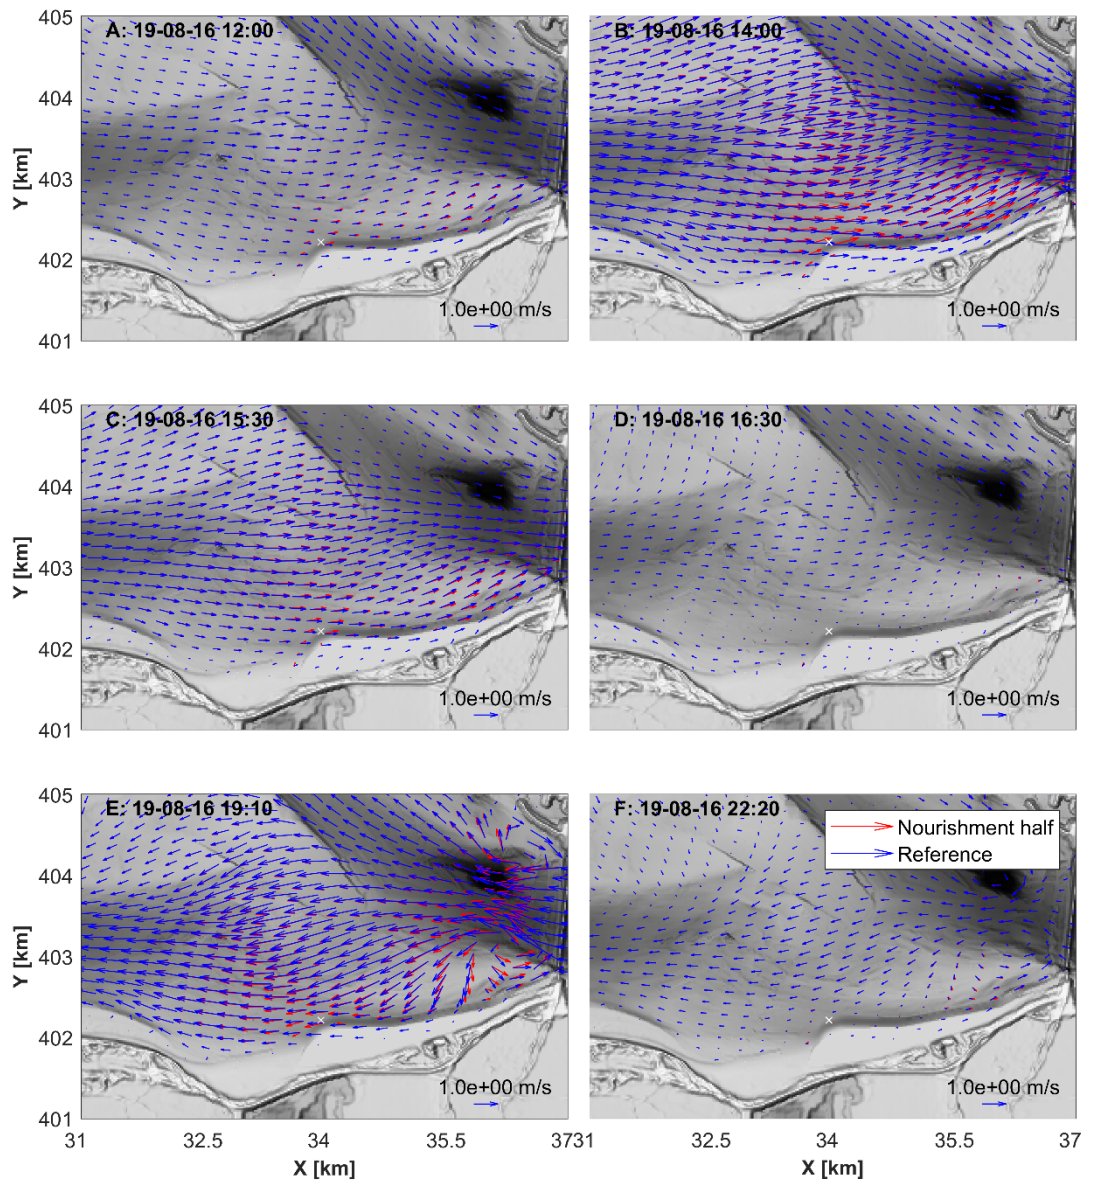 405
404
403
402
401
Y [km]
A: 19-08-16 12:00
1.0e+00 m/s
B: 19-08-16 14:00
1.0e+00 m/s
405
404
403
402
401
Y [km]
C: 19-08-16 15:30
1.0e+00 m/s
D: 19-08-16 16:30
1.0e+00 m/s
405
404
403
402
401
Y [km]
E: 19-08-16 19:10
1.0e+00 m/s
31 32.5 34 35.5 37
X [km]
F: 19-08-16 22:20
Nourishment half
Reference
1.0e+00 m/s
31 32.5 34 35.5 37
X [km]